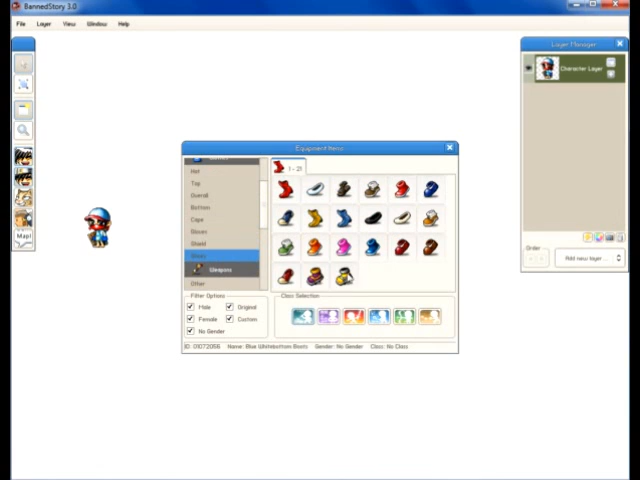 BannedStory 3.0
File Layer View Window Help
Layer Manager
Character Layer
Equipment Items
1 - 21
Hat
Top
Overall
Bottom
Cape
Gloves
Shield
Shoes
Weapons
Other
Map!
Order
Add new layer...
Filter Options
Male
Original
Female
Custom
No Gender
Class Selection
ID: 01072056 Name: Blue Whitebottom Boots Gender: No Gender Class: No Class